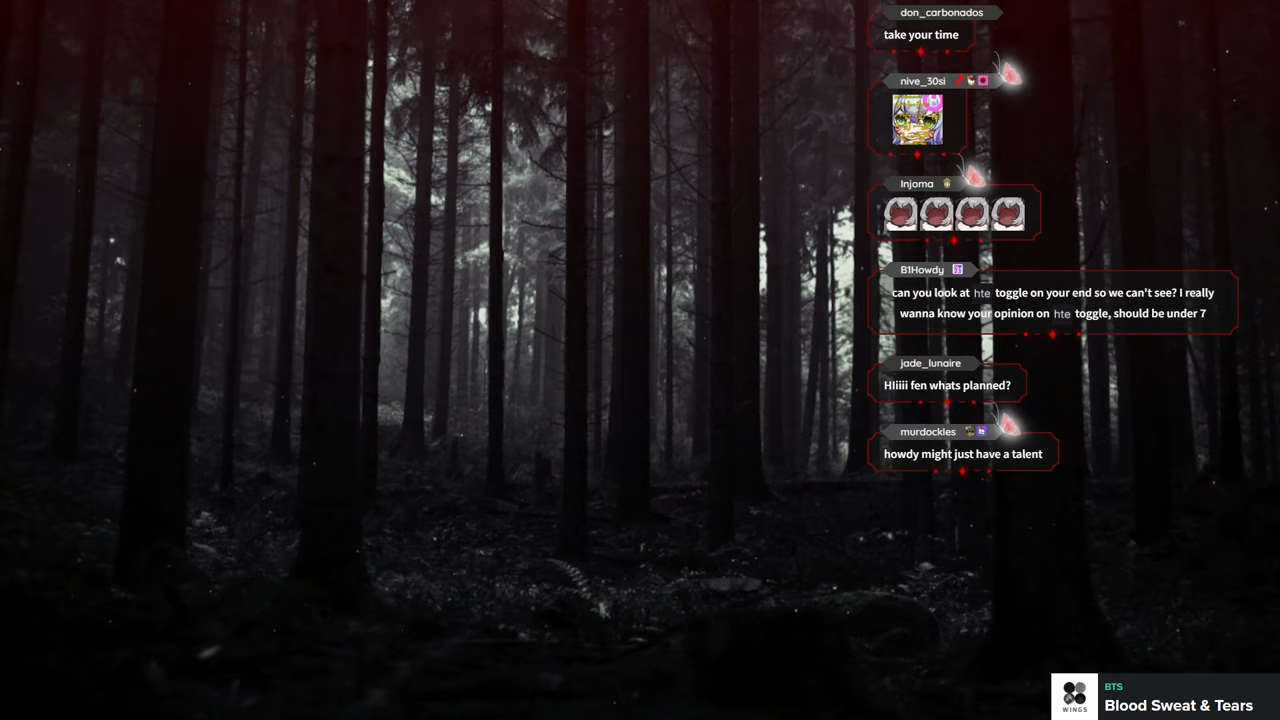 don_carbonados
take your time
nive_30si
Injoma
B1Howdy
can you look at hte toggle on your end so we can't see? I really
wanna know your opinion on hte toggle, should be under 7
jade_lunaire
HIiiii fen whats planned?
murdockles
howdy might just have a talent
BTS
WINGS
Blood Sweat & Tears